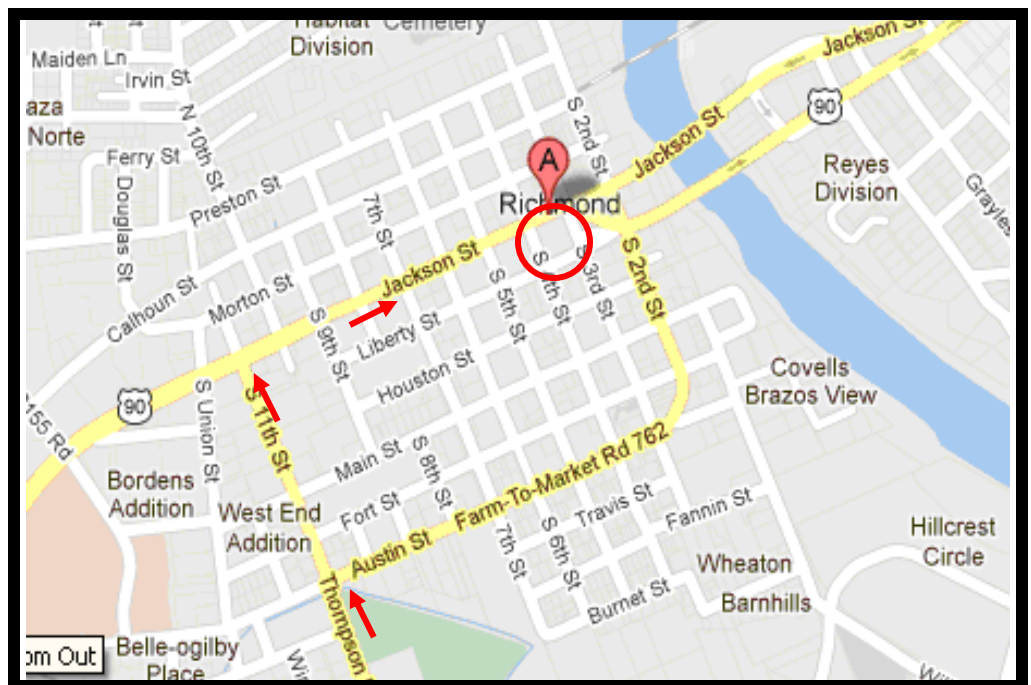 Habitat
Division
Cemetery
Jackson St
Maiden Ln
Irvin St
aza
Norte
N 10th St
S 2nd St
90
Jackson St
Ferry St
A
Reyes
Division
Douglas St
Preston St
7th St
Richmond
Jackson St
S 2nd St
S 3rd St
S 4th St
Calhoun St
Morton St
S 9th St
Liberty St
S 5th St
Houston St
Covells
Brazos View
90
S Union St
S 11th St
Main St
S 8th St
Farm-To-Market Rd 762
Bordens
Addition
West End
Addition
Fort St
Austin St
7th St
S 6th St
Travis St
Fannin St
Hillcrest
Circle
Wheaton
Barnhills
Burnet St
Thompson
om Out
Belle-ogilby
Place